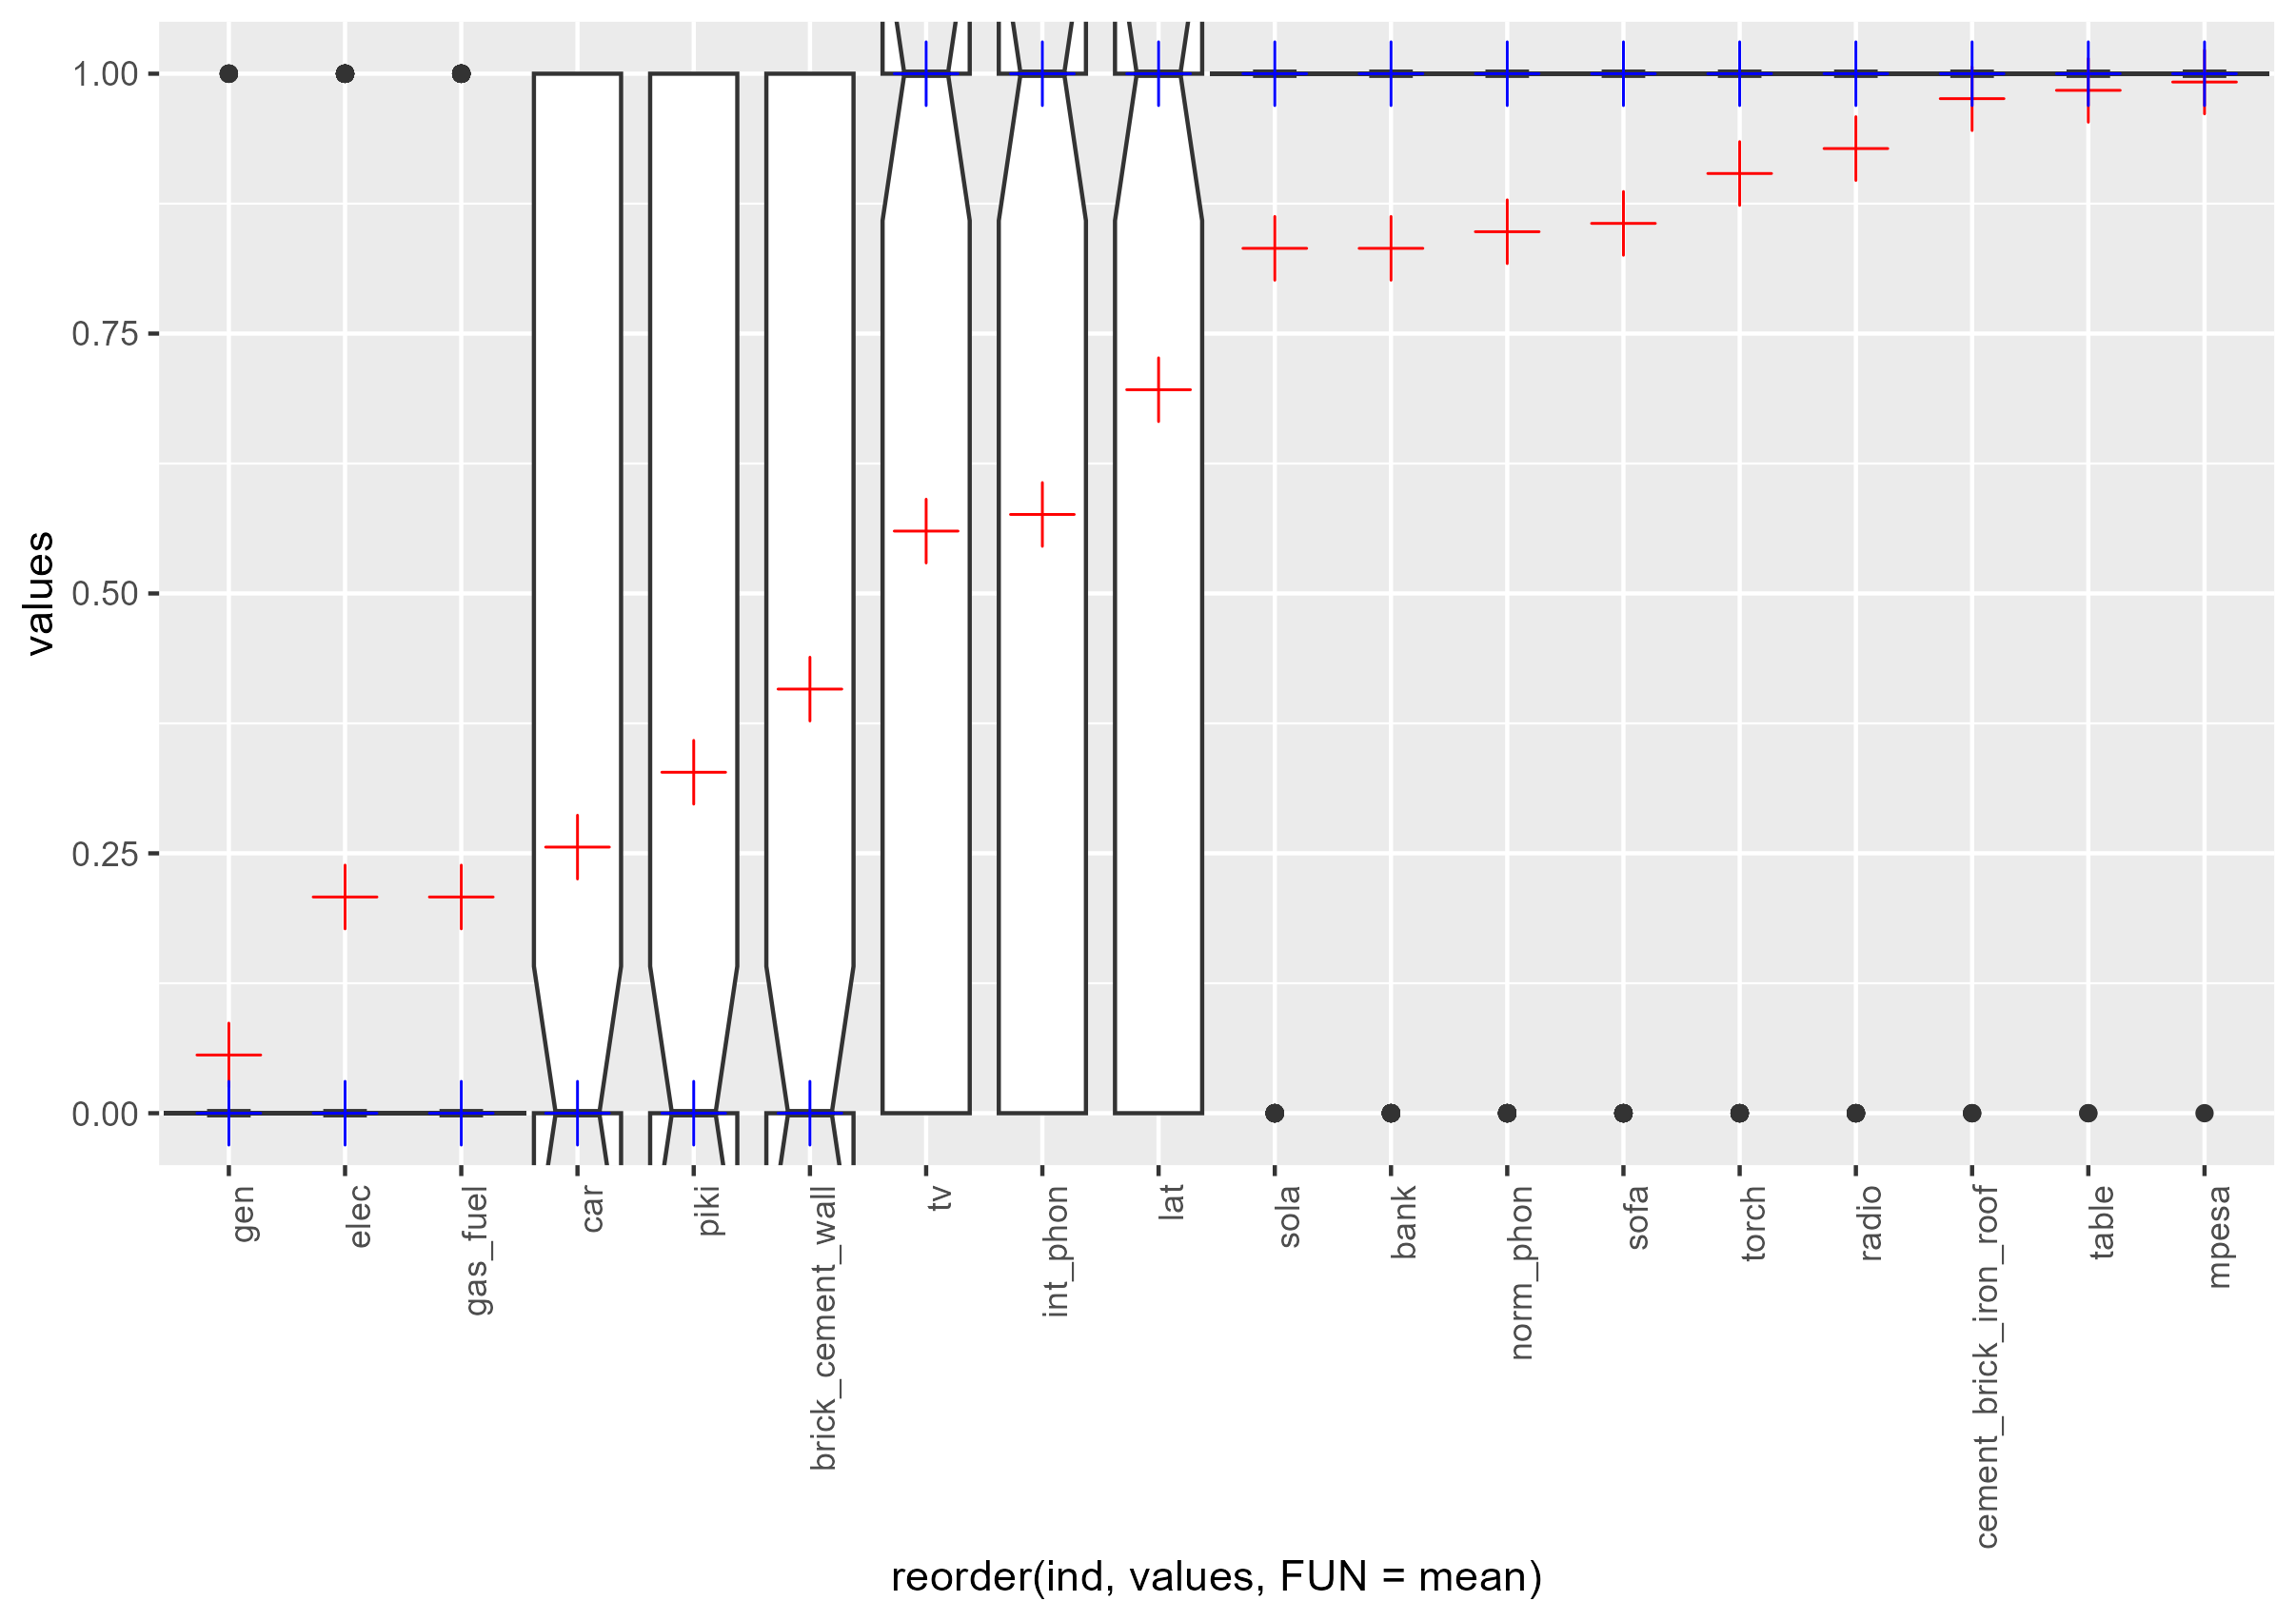 values
1.00
0.75
0.50
0.25
0.00
gen
elec
gas_fuel
car
piki
brick_cement_wall
tv
int_phon
lat
sola
bank
norm_phon
sofa
torch
radio
cement_brick_iron_roof
table
mpesa
reorder(ind, values, FUN = mean)